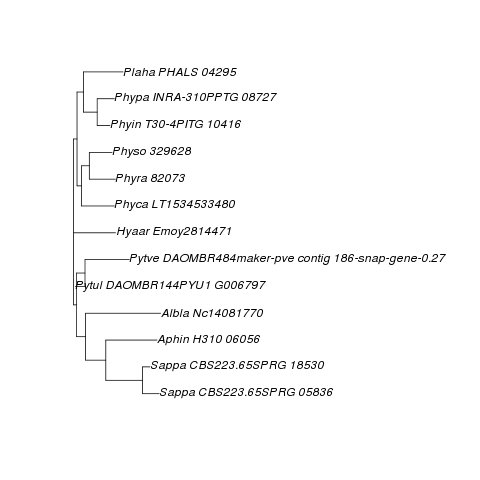 Plaha PHALS 04295
Phypa INRA-310PPTG 08727
Phyin T30-4PITG 10416
Physo 329628
Phyra 82073
Phyca LT1534533480
Hyaar Emoy2814471
Pytve DAOMBR484maker-pve contig 186-snap-gene-0.27
Pytul DAOMBR144PYU1 G006797
Albla Nc14081770
Aphin H310 06056
Sappa CBS223.65SPRG 18530
Sappa CBS223.65SPRG 05836